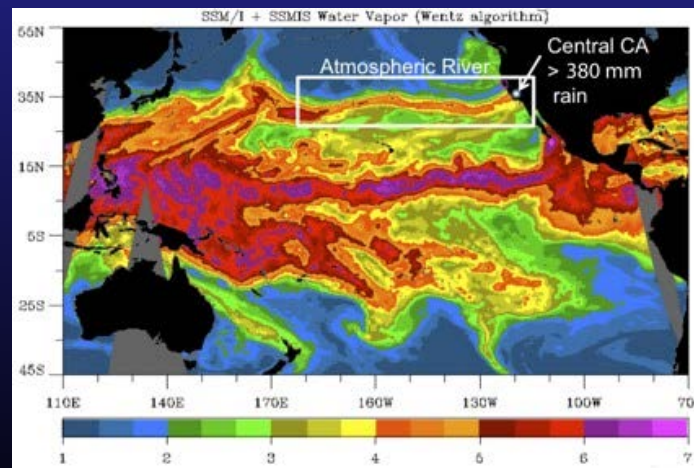 SSM/I + SSMIS Water Vapor (Wentz algorithm)
55N
35N
15N
5S
25S
45S
Atmospheric River
Central CA
> 380 mm
rain
110E 140E 170E 160W 130W 100W 70
1 2 3 4 5 6 7